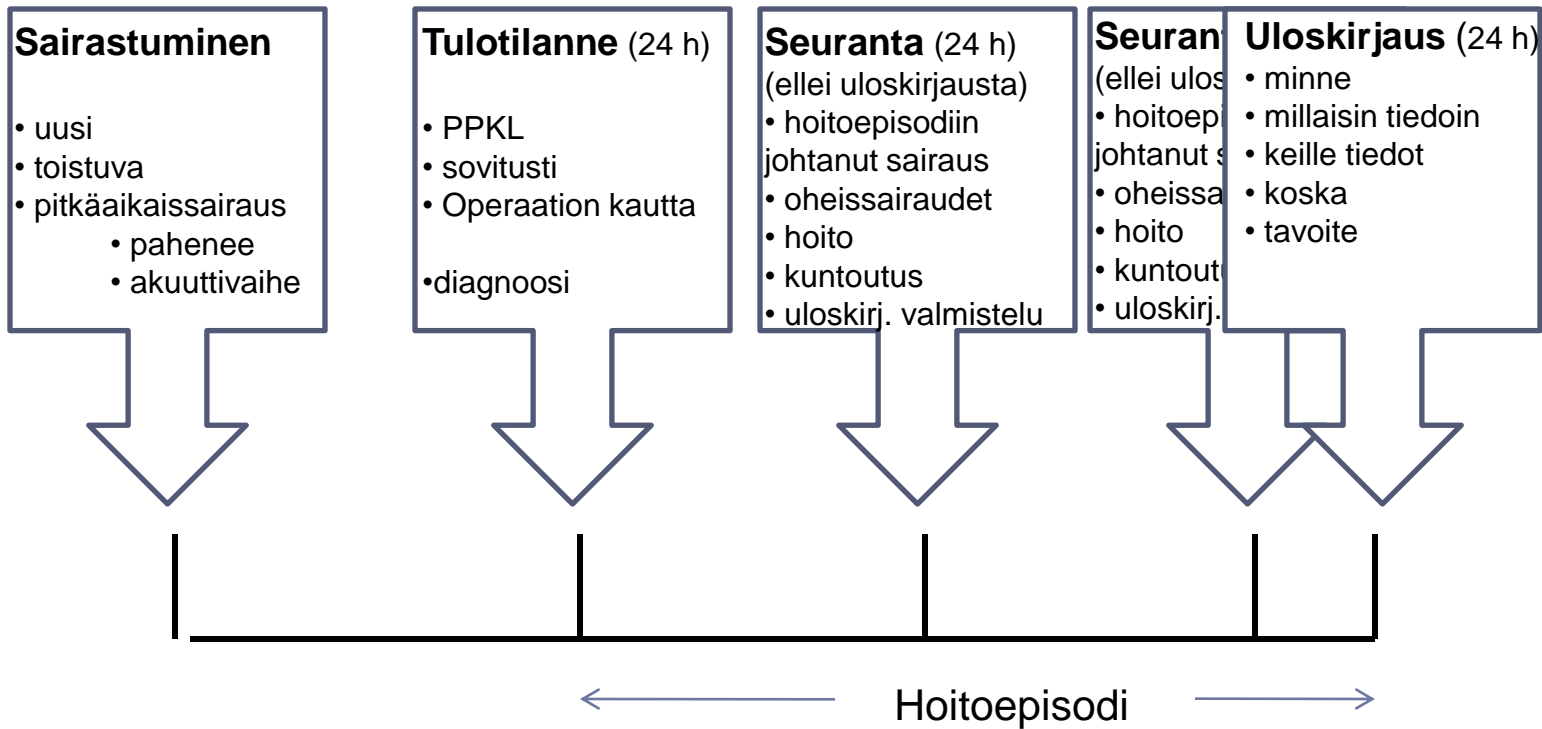 Sairastuminen
• uusi
• toistuva
• pitkäaikaissairaus
• pahenee
• akuuttivaihe
Tulotilanne (24 h)
• PPKL
• sovitusti
• Operaation kautta
•diagnoosi
Seuranta (24 h)
(ellei uloskirjausta)
• hoitoepisodiin
johtanut sairaus
• oheissairaudet
• hoito
• kuntoutus
• uloskirj. valmistelu
Seurant
(ellei ulos
• hoitoepi
johtanut s
• oheissa
• hoito
• kuntoutu
• uloskirj.
Uloskirjaus (24 h)
• minne
• millaisin tiedoin
• keille tiedot
• koska
• tavoite
Hoitoepisodi